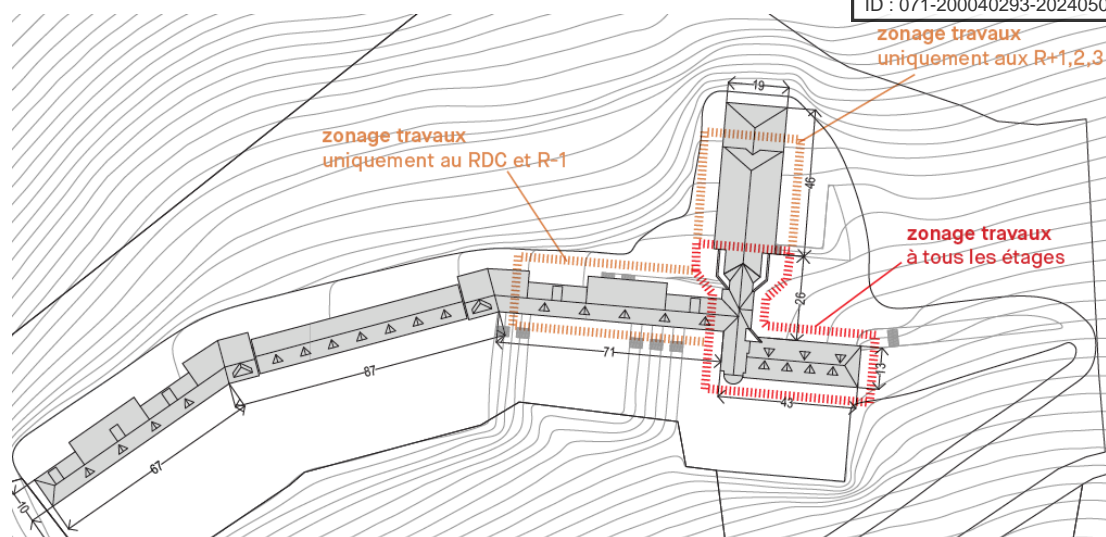 ID : 071-200040293-2024050
zonage travaux
uniquement aux R+1,2,3
19
zonage travaux
uniquement au RDC et R-1
46
zonage travaux
à tous les étages
26
71
87
13
43
67
10